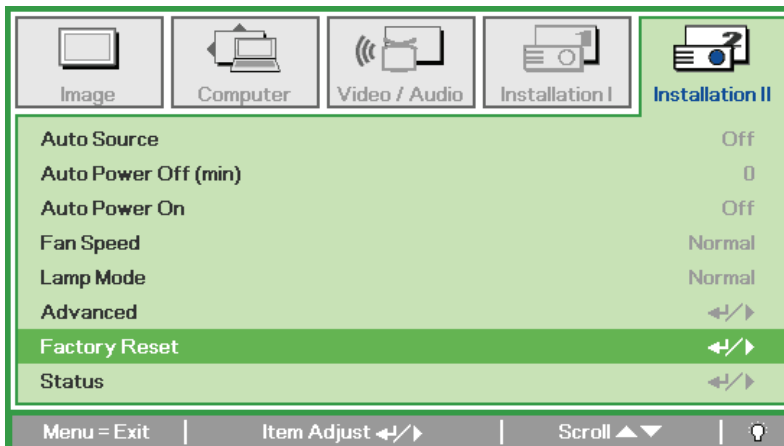 Image Computer Video / Audio Installation I Installation II
Auto Source Off
Auto Power Off (min) 0
Auto Power On Off
Fan Speed Normal
Lamp Mode Normal
Advanced ↵/▶
Factory Reset ↵/▶
Status ↵/▶
Menu = Exit | Item Adjust ↵/▶ | Scroll ▲▼ |